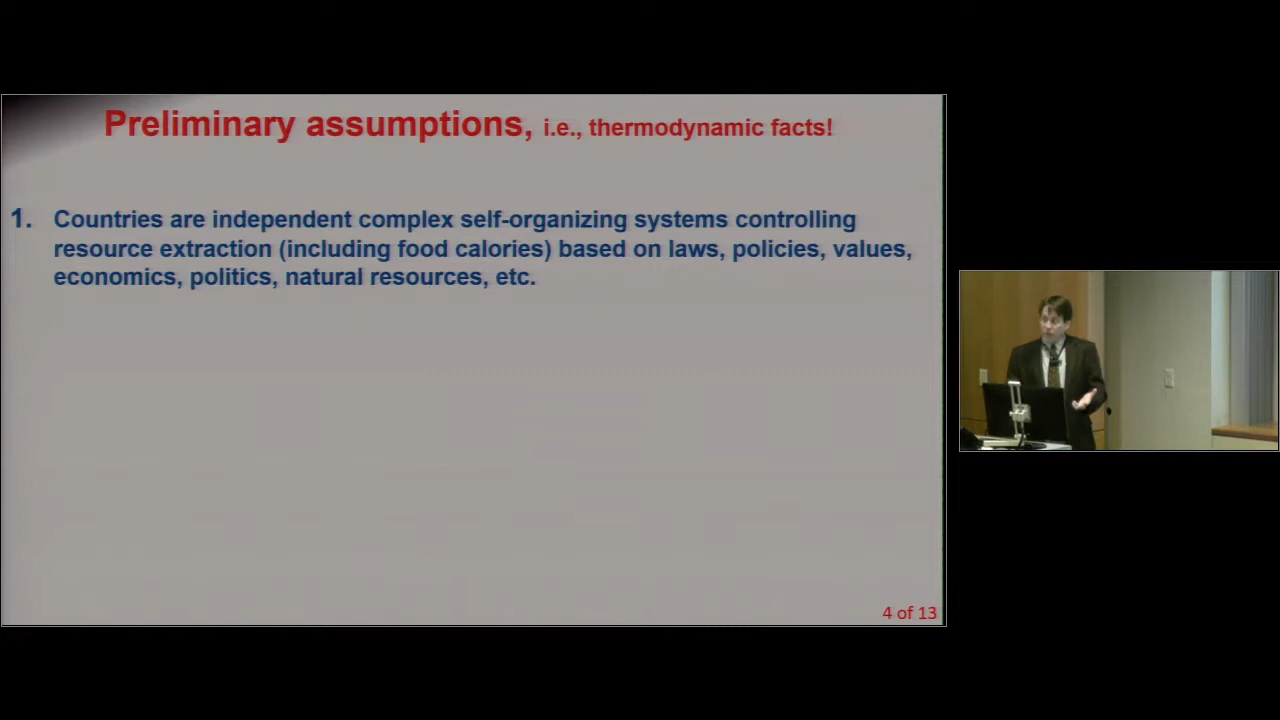 Preliminary assumptions, i.e., thermodynamic facts!
1. Countries are independent complex self-organizing systems controlling
resource extraction (including food calories) based on laws, policies, values,
economics, politics, natural resources, etc.
4 of 13